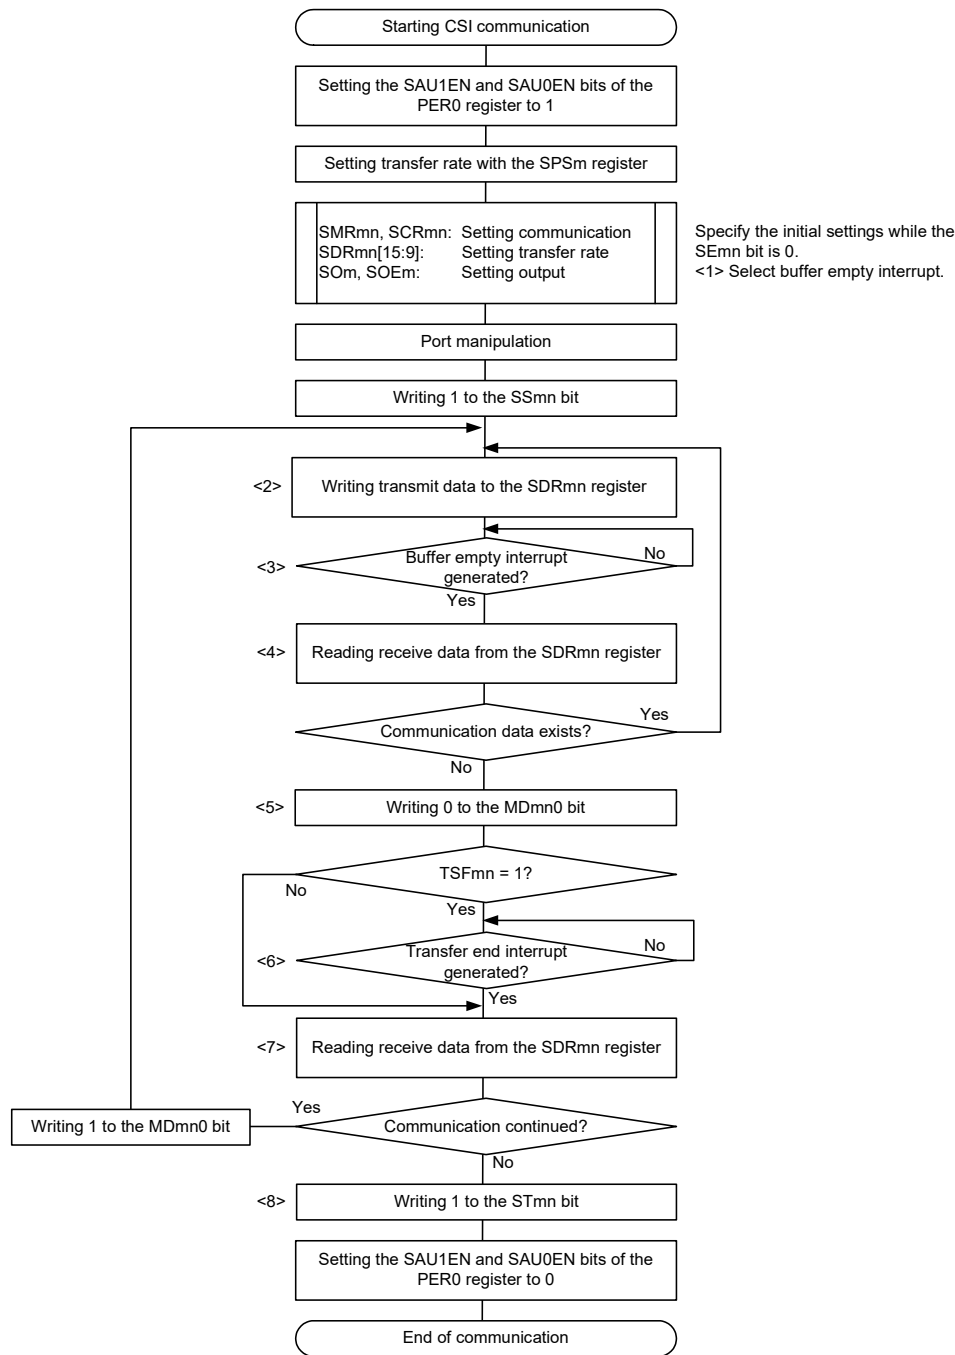 Starting CSI communication
Setting the SAU1EN and SAU0EN bits of the
PER0 register to 1
Setting transfer rate with the SPSm register
SMRmn, SCRmn: Setting communication
SDRmn[15:9]: Setting transfer rate
SOm, SOEm: Setting output
Specify the initial settings while the
SEmn bit is 0.
<1> Select buffer empty interrupt.
Port manipulation
Writing 1 to the SSmn bit
<2> Writing transmit data to the SDRmn register
<3> Buffer empty interrupt
generated?
No
Yes
<4> Reading receive data from the SDRmn register
Communication data exists?
Yes
No
<5> Writing 0 to the MDmn0 bit
TSFmn = 1?
No
Yes
<6> Transfer end interrupt
generated?
No
Yes
<7> Reading receive data from the SDRmn register
Communication continued?
Yes
Writing 1 to the MDmn0 bit
No
<8> Writing 1 to the STmn bit
Setting the SAU1EN and SAU0EN bits of the
PER0 register to 0
End of communication